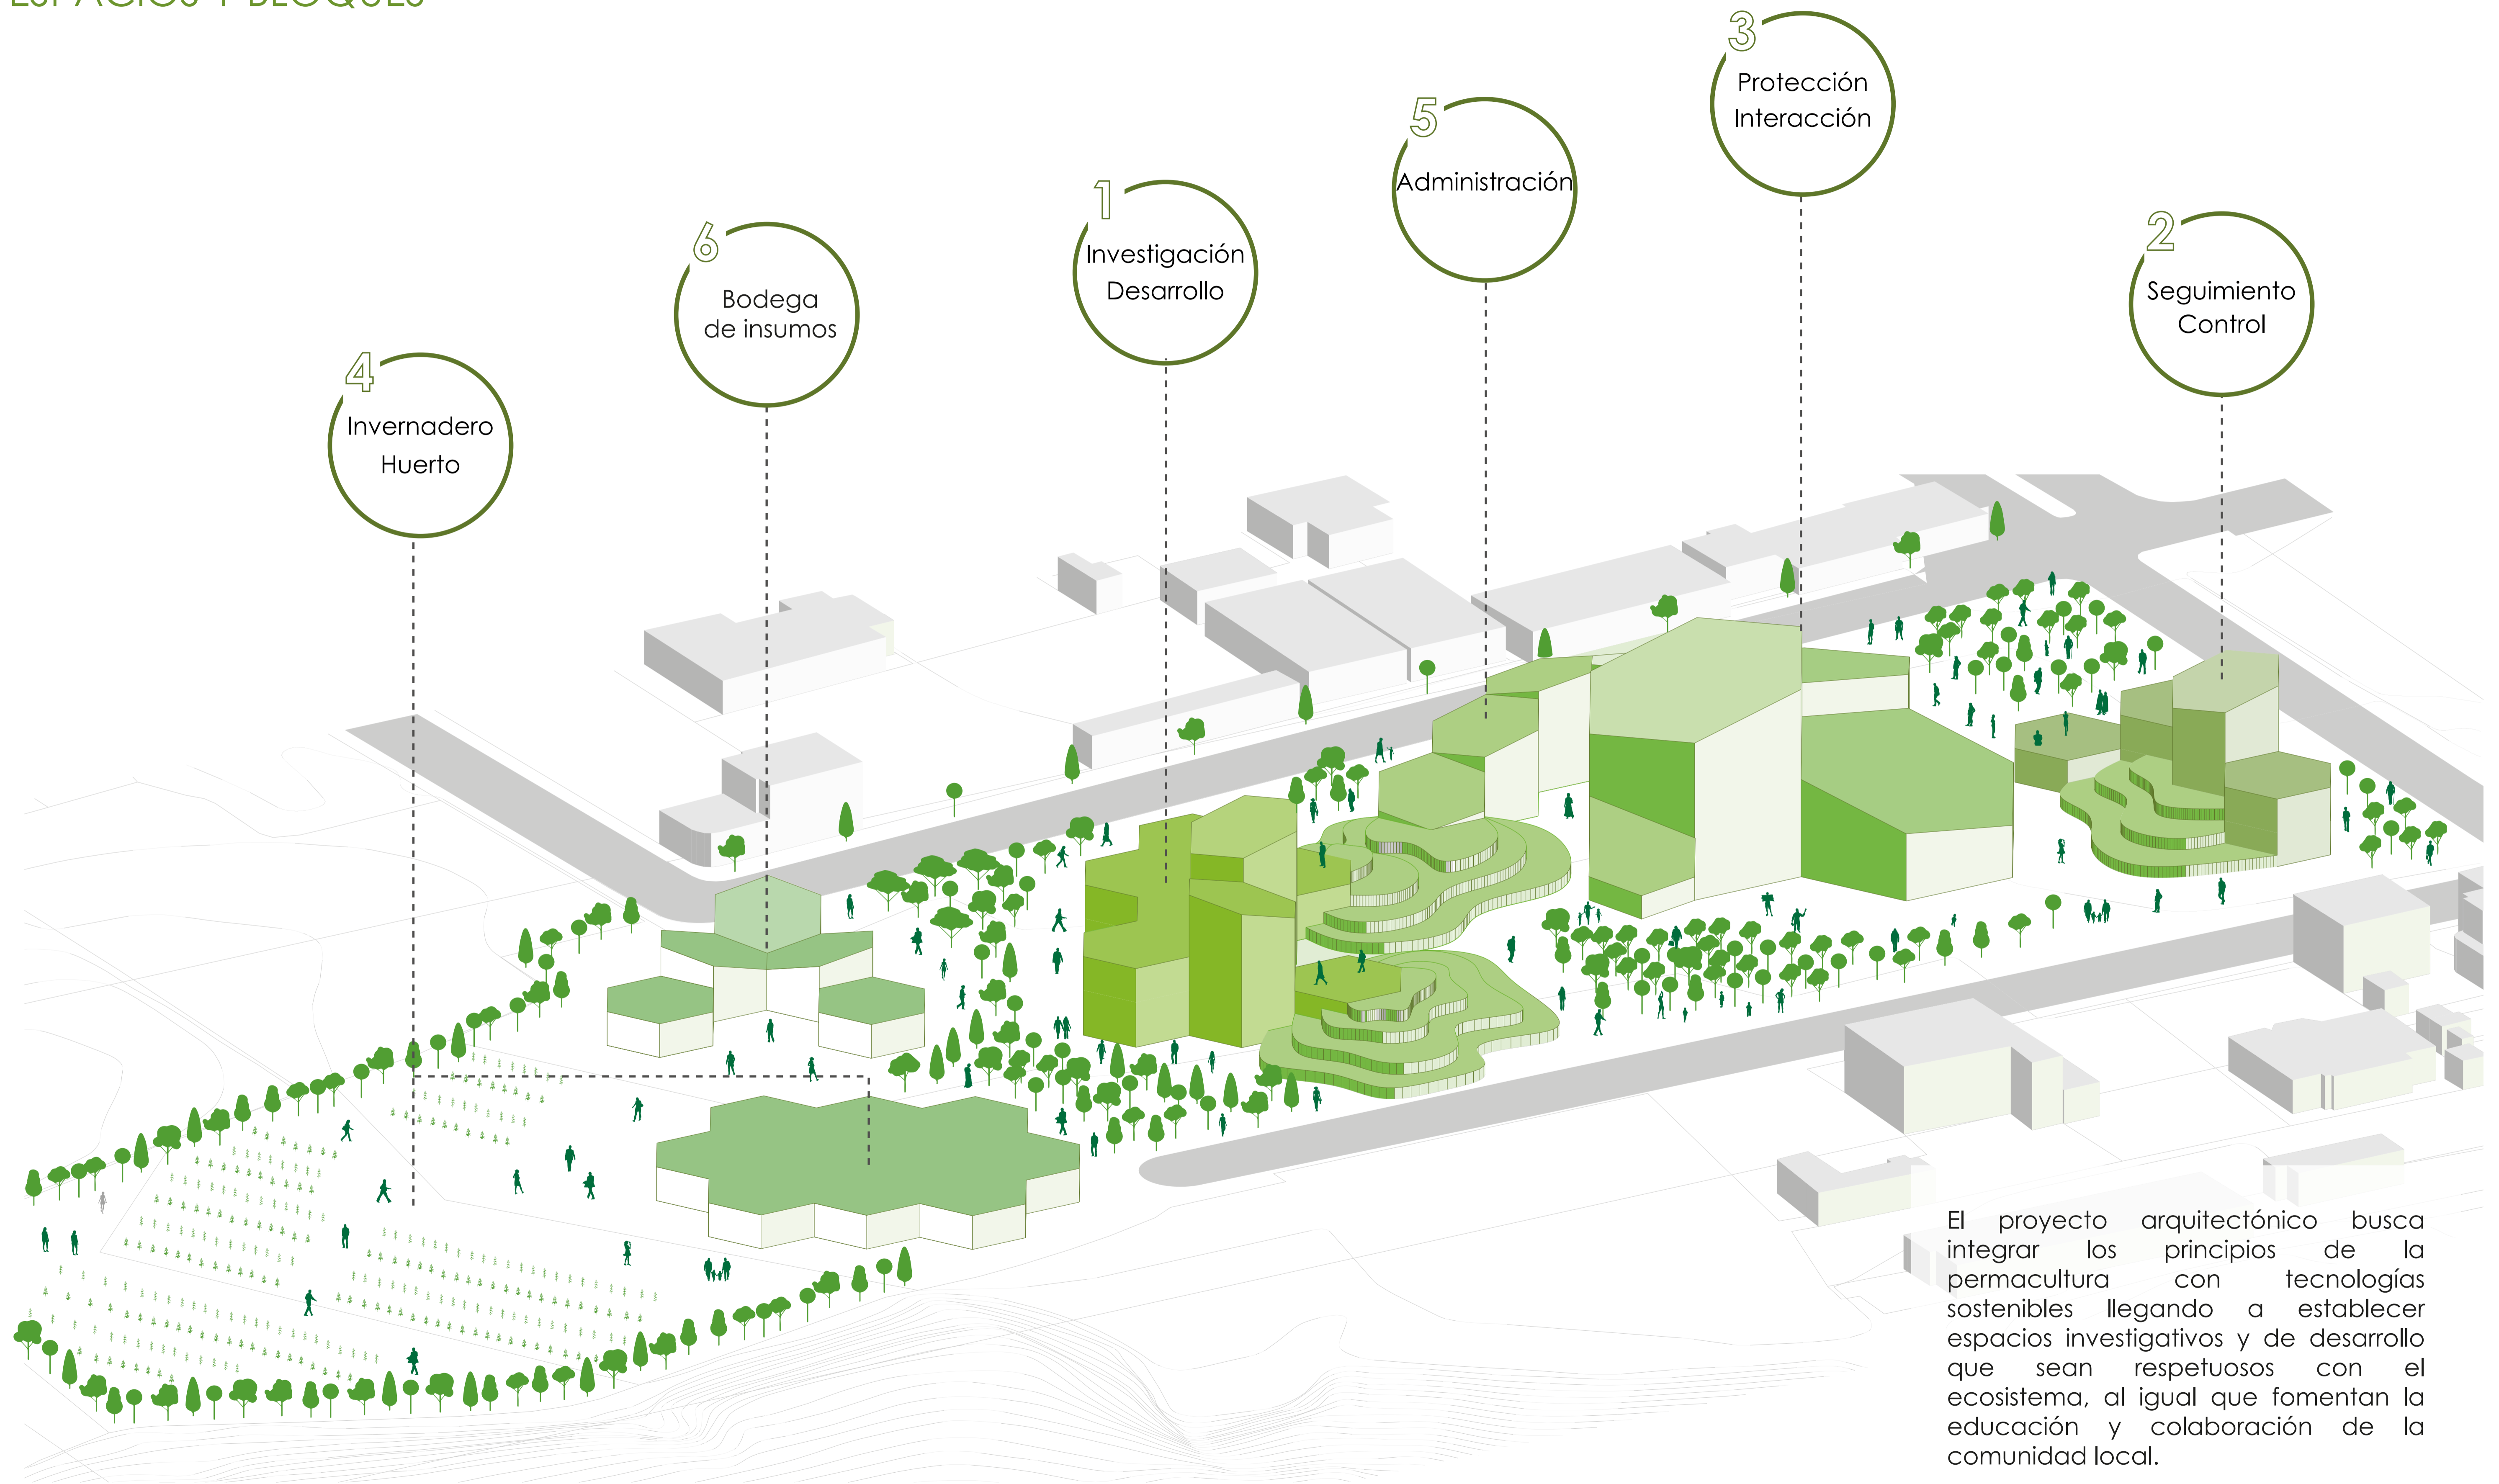 ESPACIOS Y BLOQUES
3
Protección
Interacción
5
Administración
1
Investigación
Desarrollo
2
Seguimiento
Control
6
Bodega
de insumos
4
Invernadero
Huerto
El proyecto arquitectónico busca
integrar los principios de la
permacultura con tecnologías
sostenibles llegando a establecer
espacios investigativos y de desarrollo
que sean respetuosos con el
ecosistema, al igual que fomentan la
educación y colaboración de la
comunidad local.